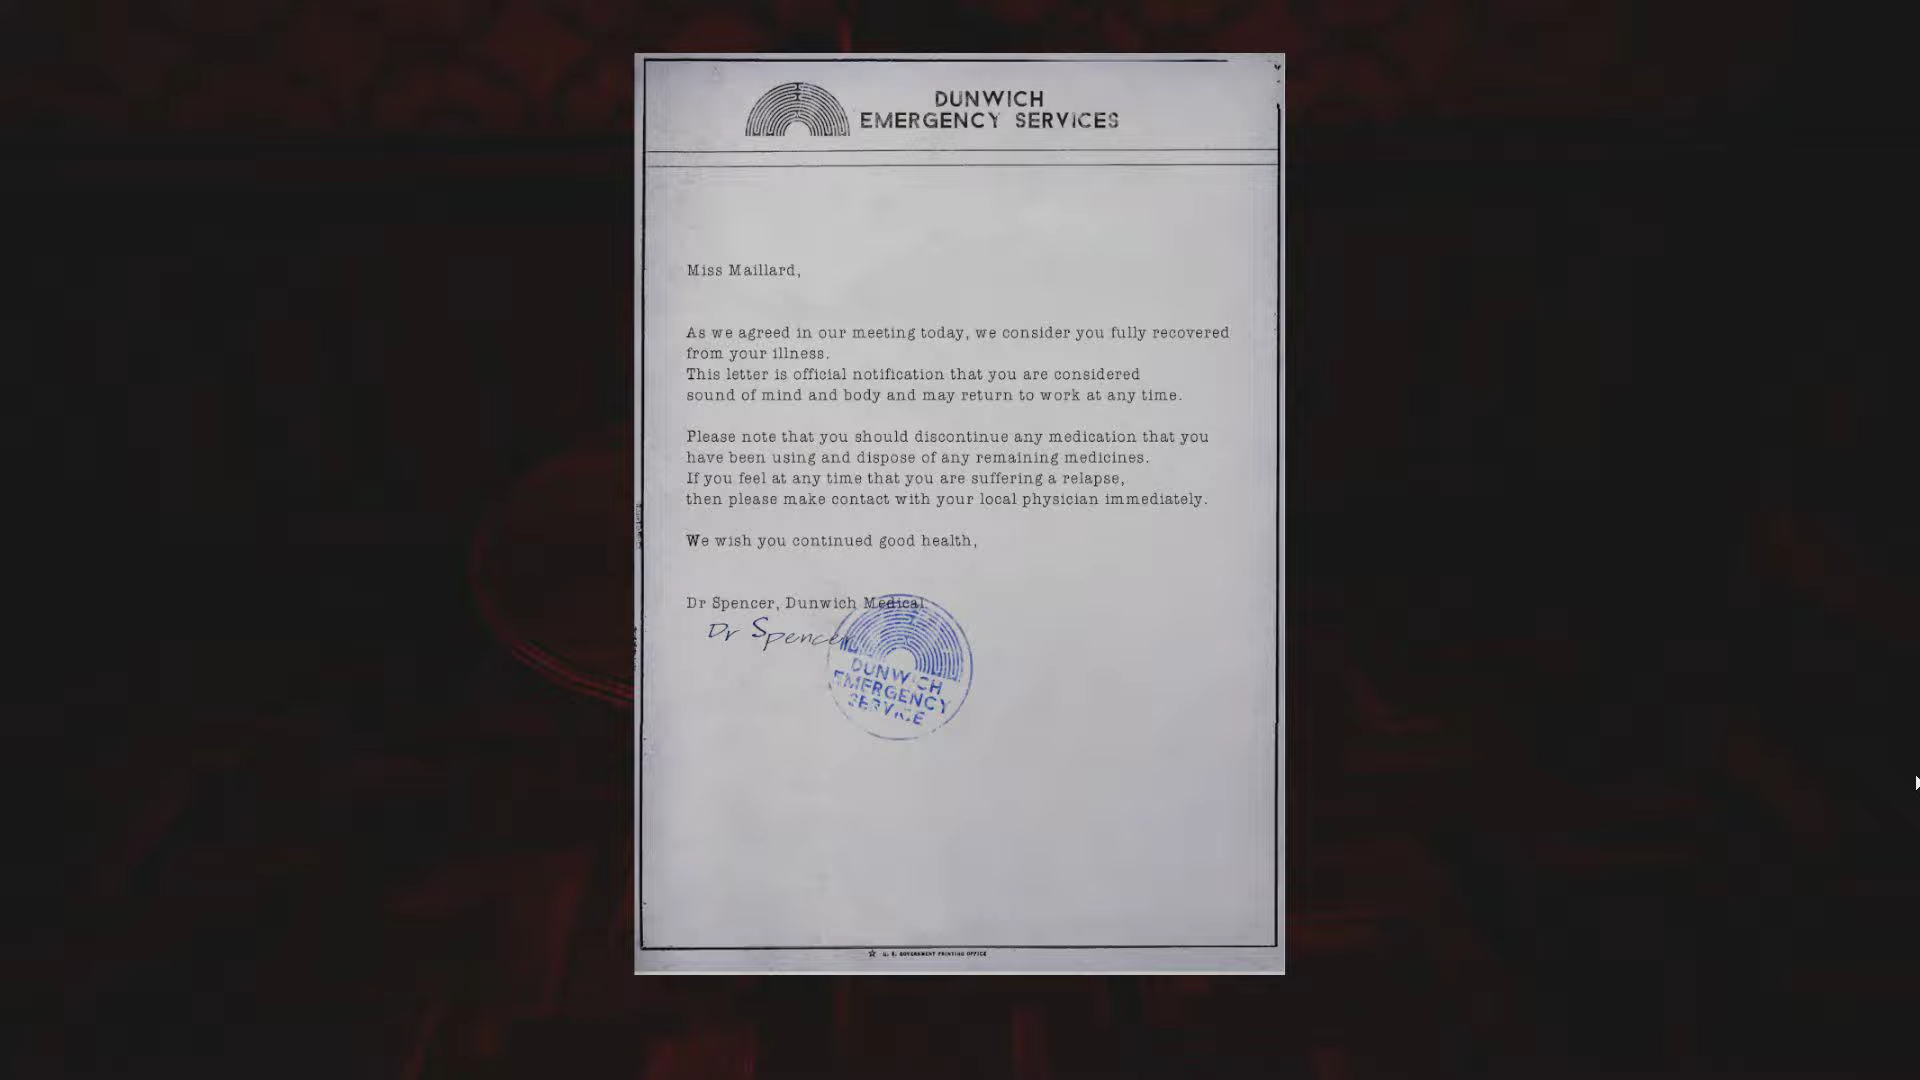 DUNWICH
EMERGENCY SERVICES
Miss Maillard,
As we agreed in our meeting today, we consider you fully recovered
from your illness.
This letter is official notification that you are considered
sound of mind and body and may return to work at any time.
Please note that you should discontinue any medication that you
have been using and dispose of any remaining medicines.
If you feel at any time that you are suffering a relapse,
then please make contact with your local physician immediately.
We wish you continued good health,
Dr Spencer, Dunwich Medical
Dr Spencer
DUNWICH
EMERGENCY
SERVICE
U. S. GOVERNMENT PRINTING OFFICE